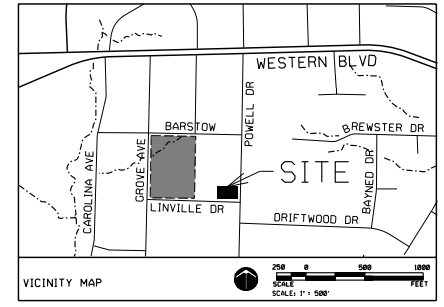 WESTERN BLVD
POWELL DR
BARSTOW
BREWSTER DR
CAROLINA AVE
GROVE AVE
SITE
BAYNED DR
LINVILLE DR
DRIFTWOOD DR
VICINITY MAP
250 0 500 1000
SCALE FEET
SCALE: 1" = 500'